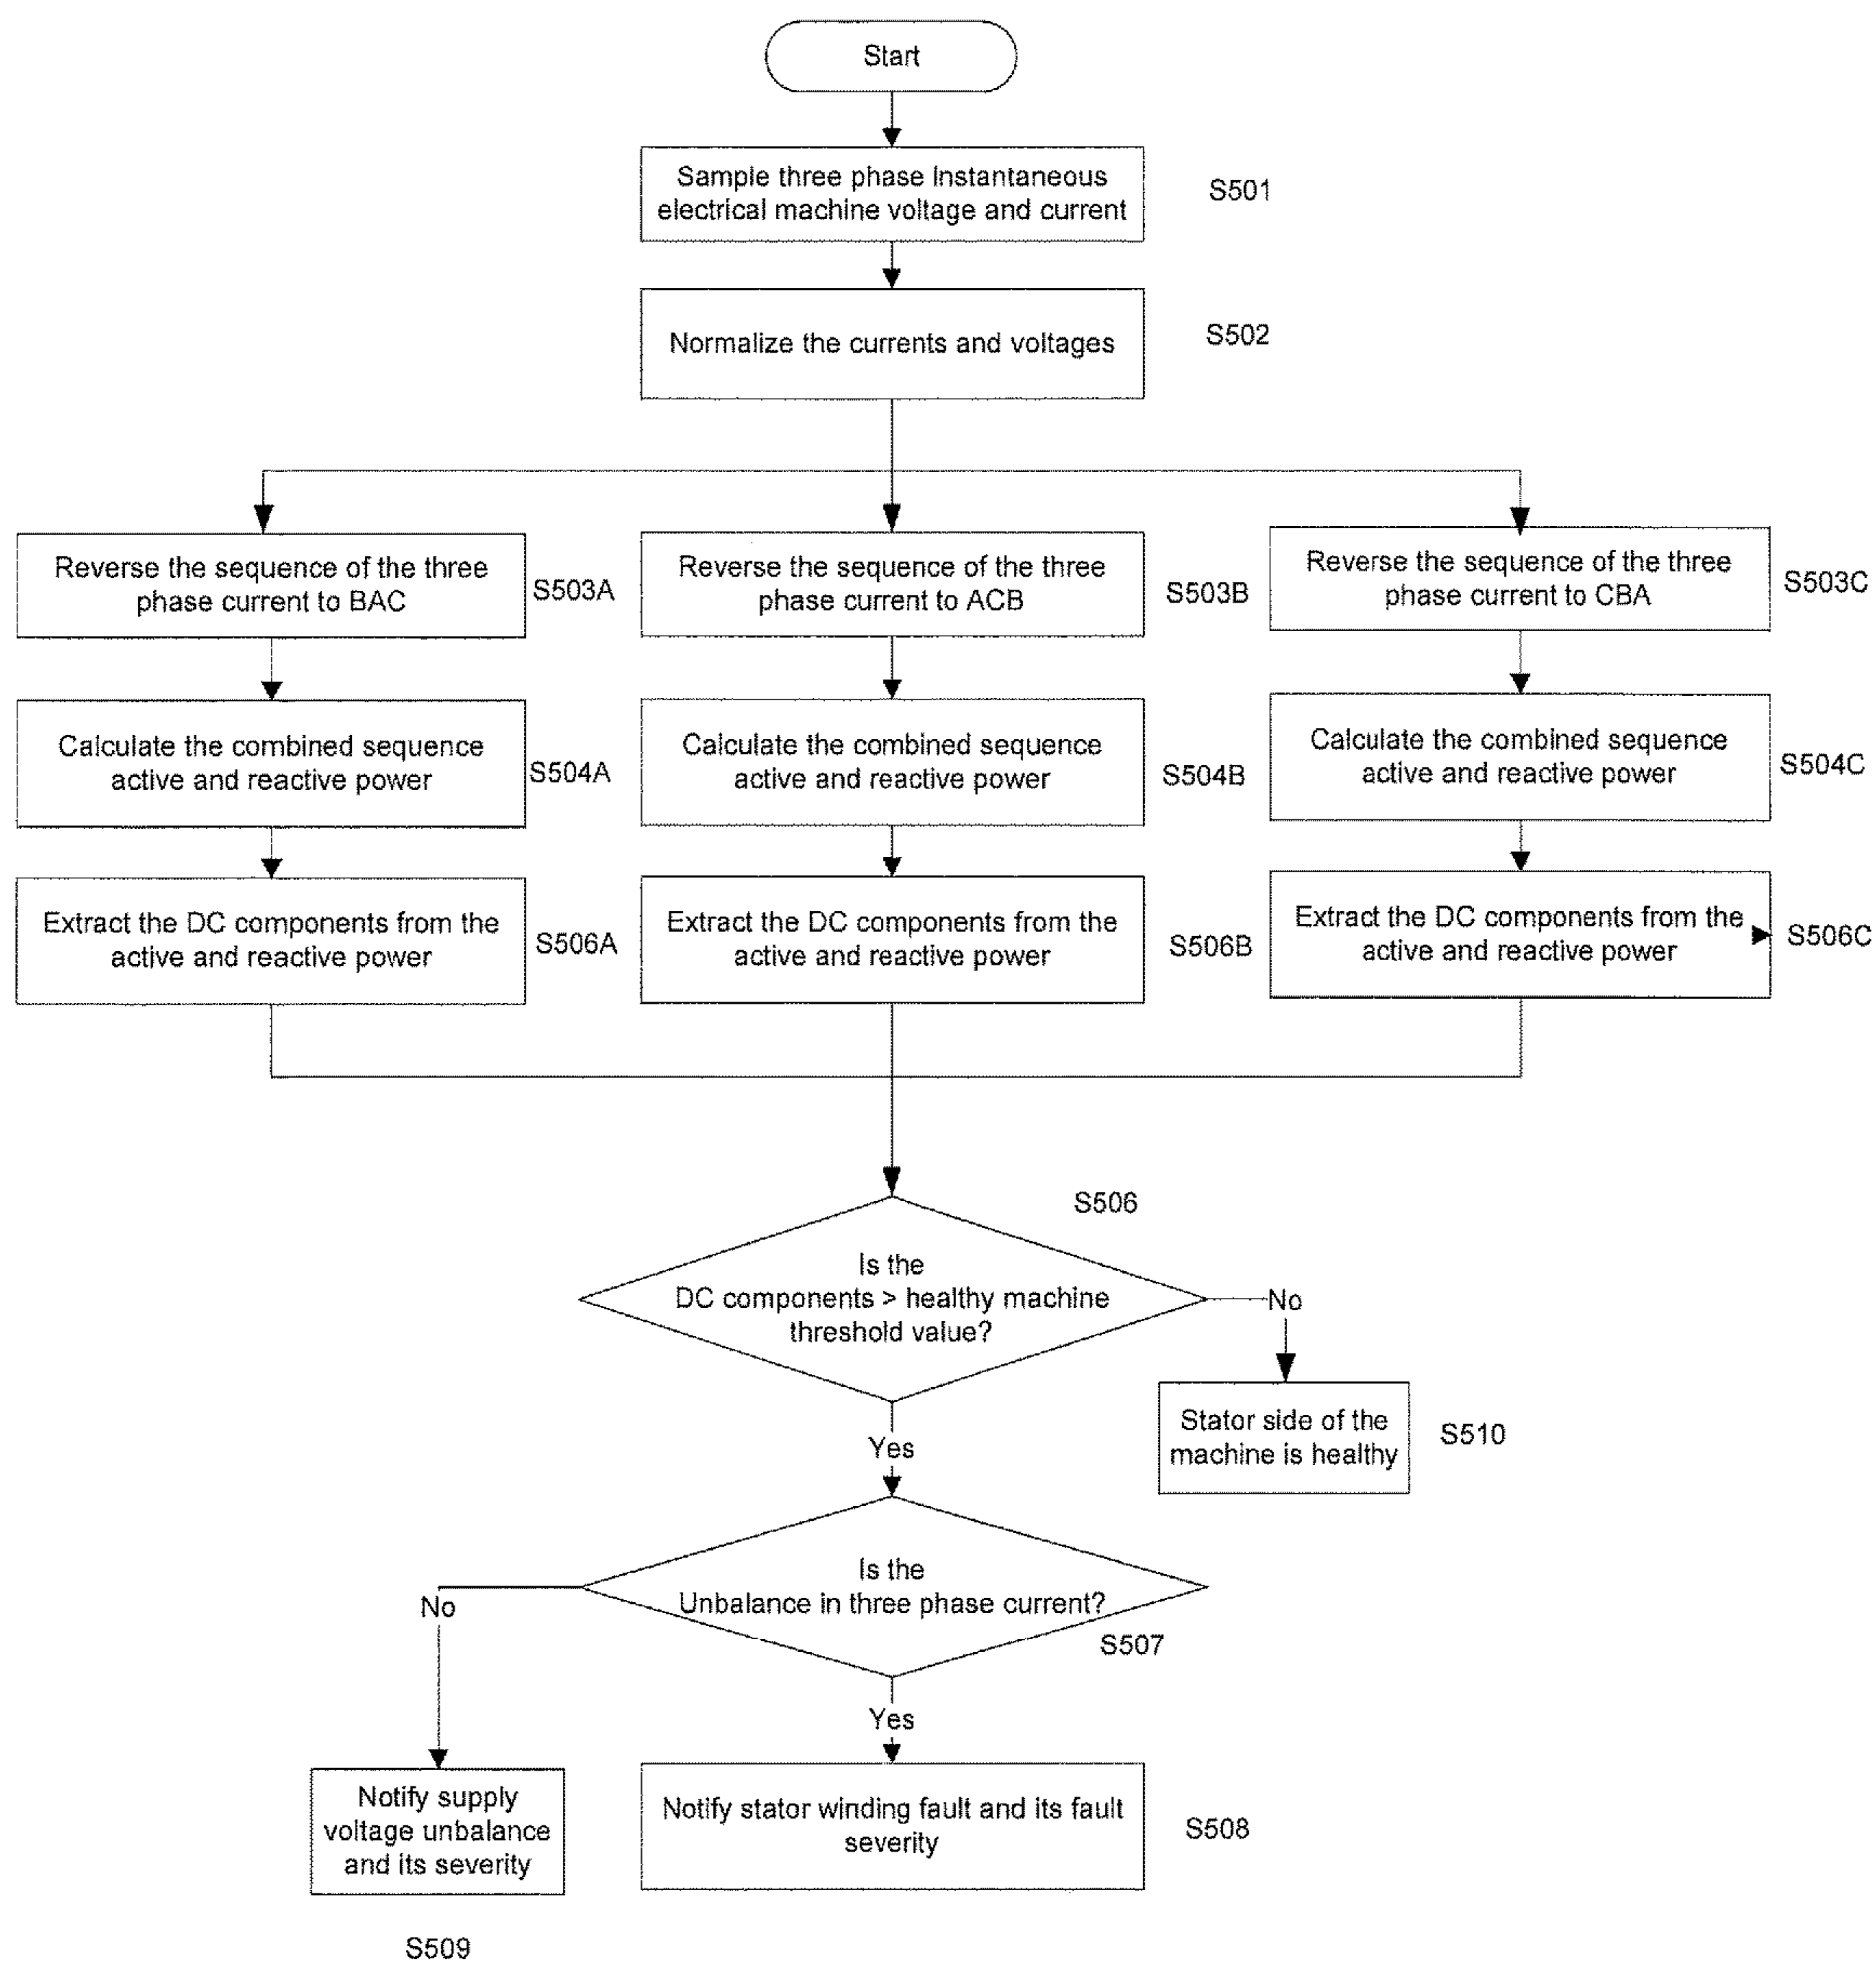 Start
Sample three phase instantaneous
electrical machine voltage and current
S501
Normalize the currents and voltages
S502
Reverse the sequence of the three
phase current to BAC
S503A
Reverse the sequence of the three
phase current to ACB
S503B
Reverse the sequence of the three
phase current to CBA
S503C
Calculate the combined sequence
active and reactive power
S504A
Calculate the combined sequence
active and reactive power
S504B
Calculate the combined sequence
active and reactive power
S504C
Extract the DC components from the
active and reactive power
S506A
Extract the DC components from the
active and reactive power
S506B
Extract the DC components from the
active and reactive power
S506C
S506
Is the
DC components > healthy machine
threshold value?
No
Stator side of the
machine is healthy
S510
Yes
Is the
Unbalance in three phase current?
S507
No
Yes
Notify supply
voltage unbalance
and its severity
S509
Notify stator winding fault and its fault
severity
S508